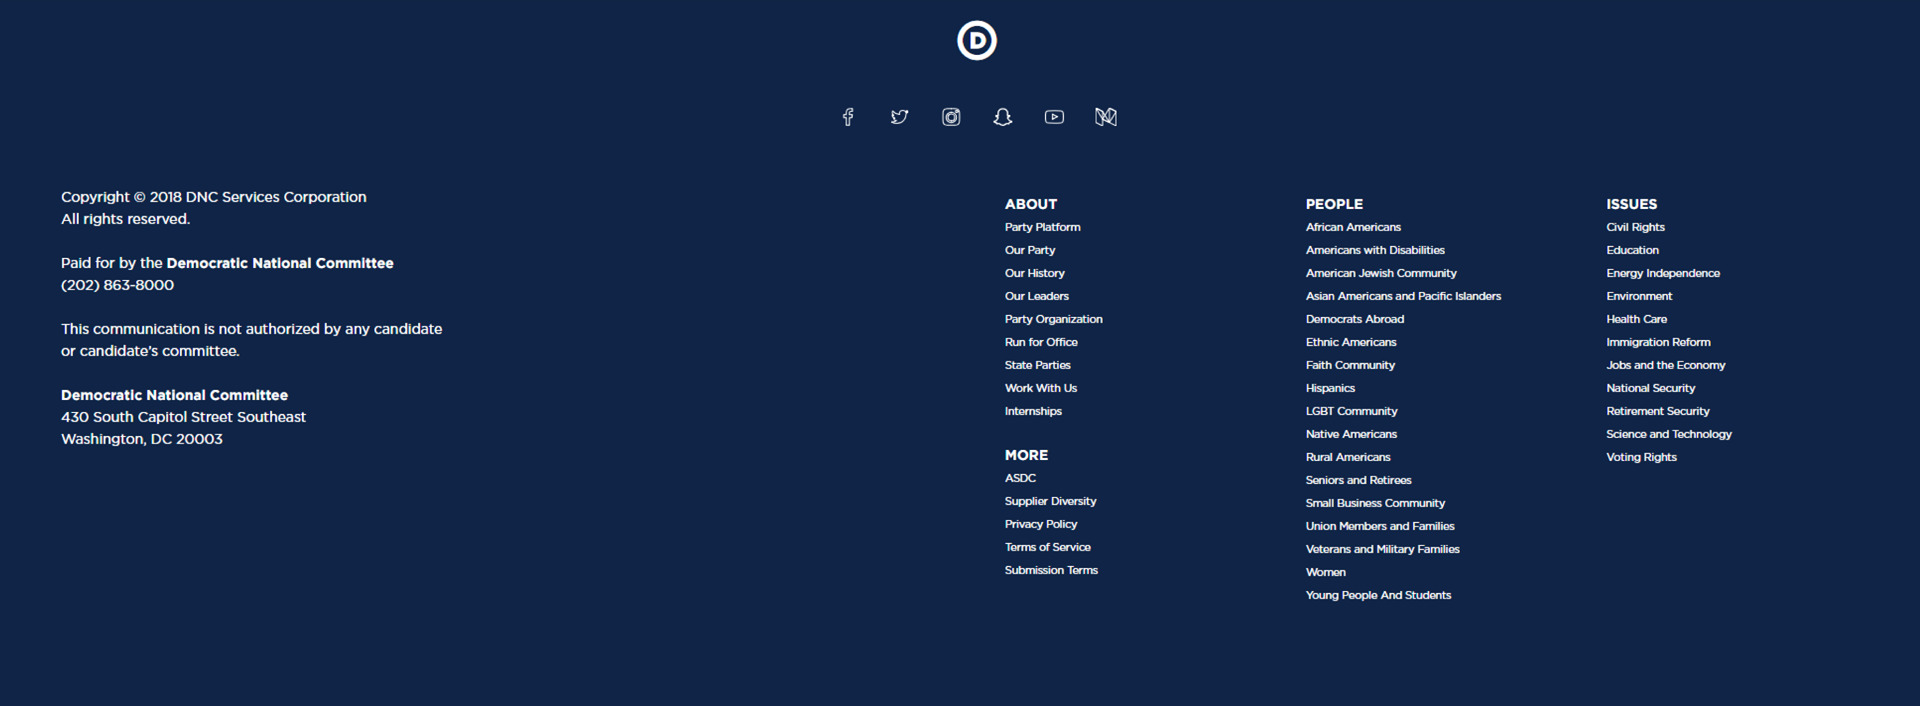 D
Copyright © 2018 DNC Services Corporation
All rights reserved.
Paid for by the Democratic National Committee
(202) 863-8000
This communication is not authorized by any candidate
or candidate's committee.
Democratic National Committee
430 South Capitol Street Southeast
Washington, DC 20003
ABOUT
Party Platform
Our Party
Our History
Our Leaders
Party Organization
Run for Office
State Parties
Work With Us
Internships
MORE
ASDC
Supplier Diversity
Privacy Policy
Terms of Service
Submission Terms
PEOPLE
African Americans
Americans with Disabilities
American Jewish Community
Asian Americans and Pacific Islanders
Democrats Abroad
Ethnic Americans
Faith Community
Hispanics
LGBT Community
Native Americans
Rural Americans
Seniors and Retirees
Small Business Community
Union Members and Families
Veterans and Military Families
Women
Young People And Students
ISSUES
Civil Rights
Education
Energy Independence
Environment
Health Care
Immigration Reform
Jobs and the Economy
National Security
Retirement Security
Science and Technology
Voting Rights